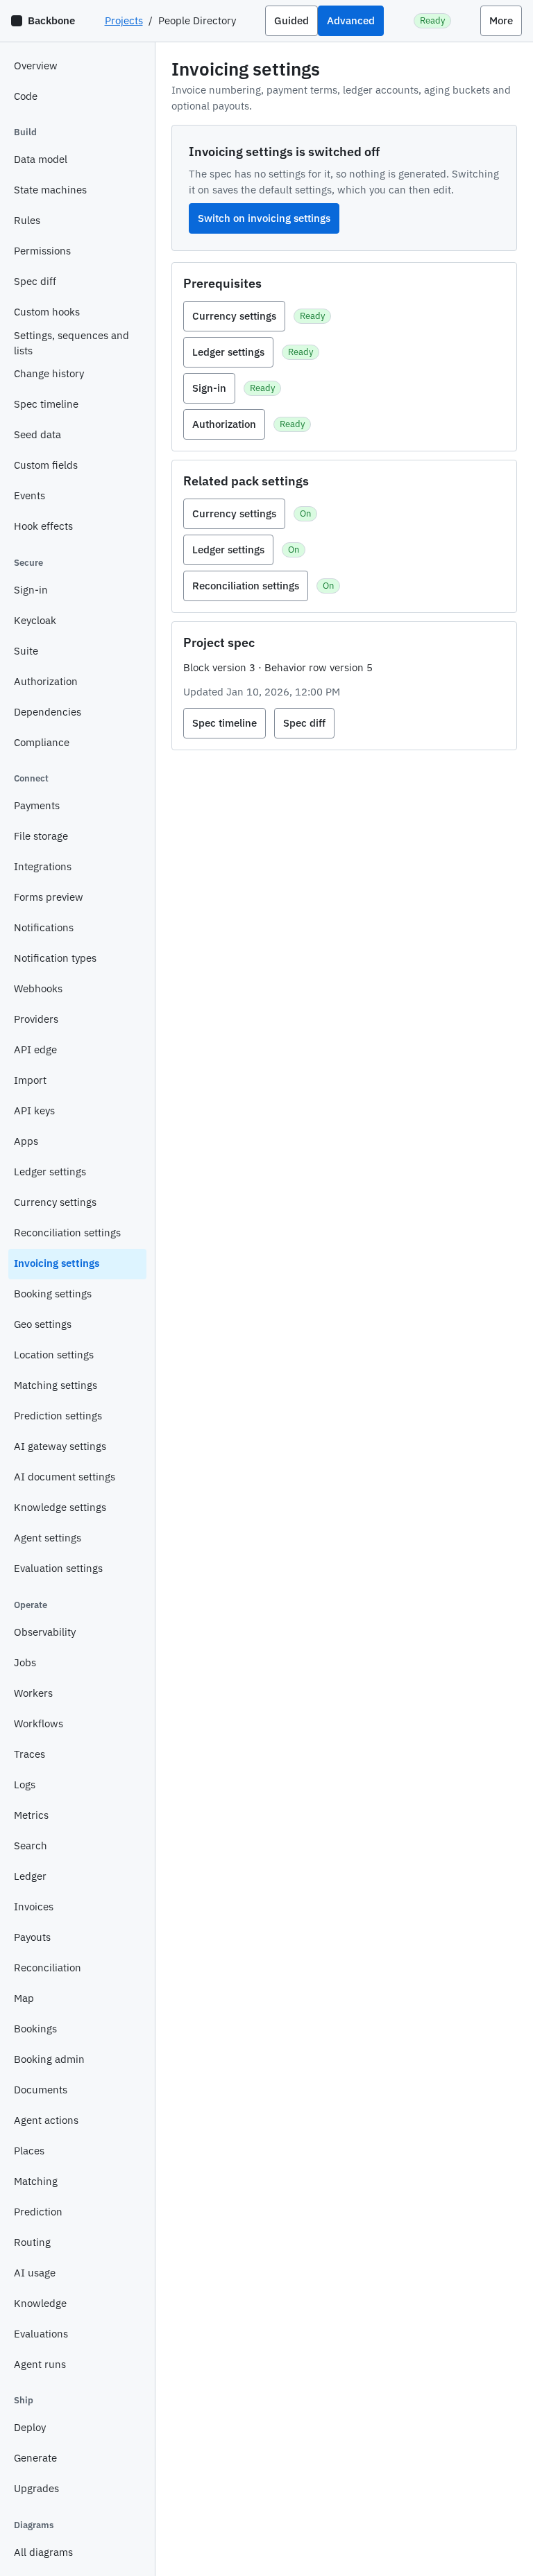 Backbone
Projects / People Directory
Guided
Advanced
Ready
More
Overview
Code
Build
Data model
State machines
Rules
Permissions
Spec diff
Custom hooks
Settings, sequences and
lists
Change history
Spec timeline
Seed data
Custom fields
Events
Hook effects
Secure
Sign-in
Keycloak
Suite
Authorization
Dependencies
Compliance
Connect
Payments
File storage
Integrations
Forms preview
Notifications
Notification types
Webhooks
Providers
API edge
Import
API keys
Apps
Ledger settings
Currency settings
Reconciliation settings
Invoicing settings
Booking settings
Geo settings
Location settings
Matching settings
Prediction settings
AI gateway settings
AI document settings
Knowledge settings
Agent settings
Evaluation settings
Operate
Observability
Jobs
Workers
Workflows
Traces
Logs
Metrics
Search
Ledger
Invoices
Payouts
Reconciliation
Map
Bookings
Booking admin
Documents
Agent actions
Places
Matching
Prediction
Routing
AI usage
Knowledge
Evaluations
Agent runs
Ship
Deploy
Generate
Upgrades
Diagrams
All diagrams
Invoicing settings
Invoice numbering, payment terms, ledger accounts, aging buckets and
optional payouts.
Invoicing settings is switched off
The spec has no settings for it, so nothing is generated. Switching
it on saves the default settings, which you can then edit.
Switch on invoicing settings
Prerequisites
Currency settings Ready
Ledger settings Ready
Sign-in Ready
Authorization Ready
Related pack settings
Currency settings On
Ledger settings On
Reconciliation settings On
Project spec
Block version 3 · Behavior row version 5
Updated Jan 10, 2026, 12:00 PM
Spec timeline Spec diff